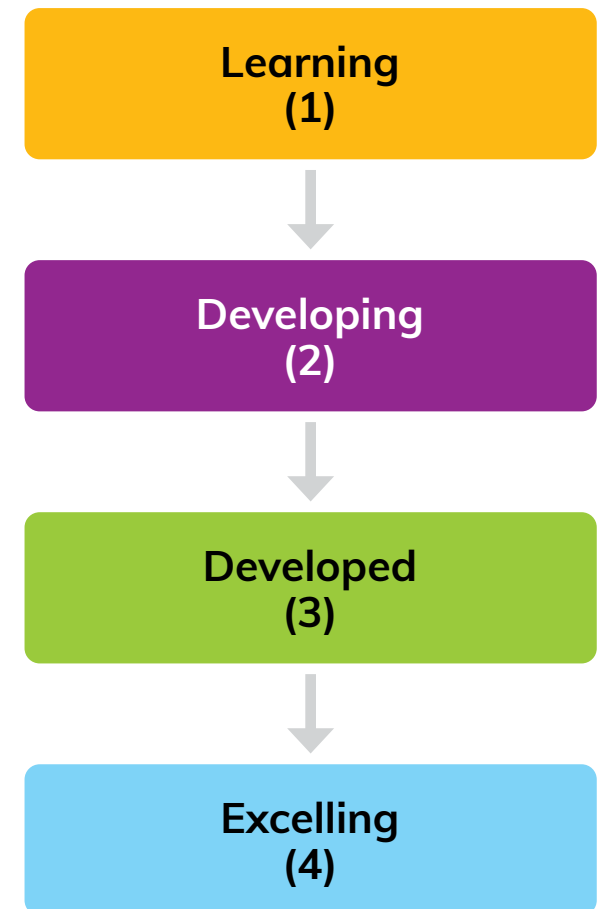 Learning
(1)
Developing
(2)
Developed
(3)
Excelling
(4)